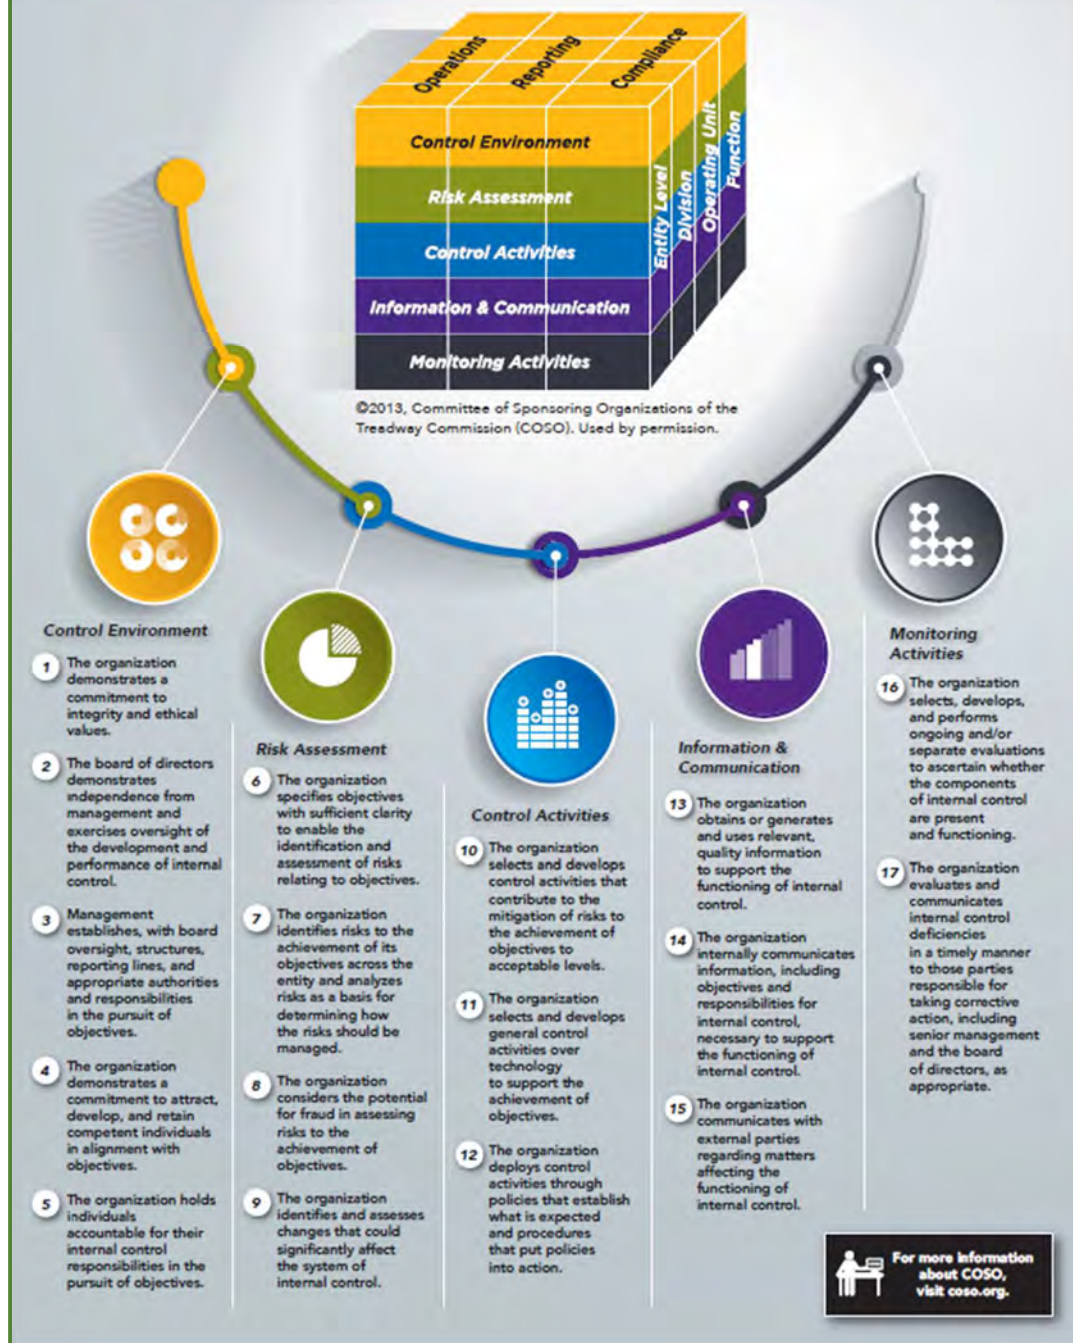 Operations
Reporting
Compliance
Control Environment
Risk Assessment
Control Activities
Information & Communication
Monitoring Activities
Entity Level
Division
Operating Unit
Function
©2013, Committee of Sponsoring Organizations of the
Treadway Commission (COSO). Used by permission.
Control Environment
1
The organization
demonstrates a
commitment to
integrity and ethical
values.
2
The board of directors
demonstrates
independence from
management and
exercises oversight of
the development and
performance of internal
control.
3
Management
establishes, with board
oversight, structures,
reporting lines, and
appropriate authorities
and responsibilities
in the pursuit of
objectives.
4
The organization
demonstrates a
commitment to attract,
develop, and retain
competent individuals
in alignment with
objectives.
5
The organization holds
individuals
accountable for their
internal control
responsibilities in the
pursuit of objectives.
Risk Assessment
6
The organization
specifies objectives
with sufficient clarity
to enable the
identification and
assessment of risks
relating to objectives.
7
The organization
identifies risks to the
achievement of its
objectives across the
entity and analyzes
risks as a basis for
determining how
the risks should be
managed.
8
The organization
considers the potential
for fraud in assessing
risks to the
achievement of
objectives.
9
The organization
identifies and assesses
changes that could
significantly affect
the system of
internal control.
Control Activities
10
The organization
selects and develops
control activities that
contribute to the
mitigation of risks to
the achievement of
objectives to
acceptable levels.
11
The organization
selects and develops
general control
activities over
technology
to support the
achievement of
objectives.
12
The organization
deploys control
activities through
policies that establish
what is expected
and procedures
that put policies
into action.
Information &
Communication
13
The organization
obtains or generates
and uses relevant,
quality information
to support the
functioning of internal
control.
14
The organization
internally communicates
information, including
objectives and
responsibilities for
internal control,
necessary to support
the functioning of
internal control.
15
The organization
communicates with
external parties
regarding matters
affecting the
functioning of
internal control.
Monitoring
Activities
16
The organization
selects, develops,
and performs
ongoing and/or
separate evaluations
to ascertain whether
the components
of internal control
are present
and functioning.
17
The organization
evaluates and
communicates
internal control
deficiencies
in a timely manner
to those parties
responsible for
taking corrective
action, including
senior management
and the board
of directors, as
appropriate.
For more information
about COSO,
visit coso.org.